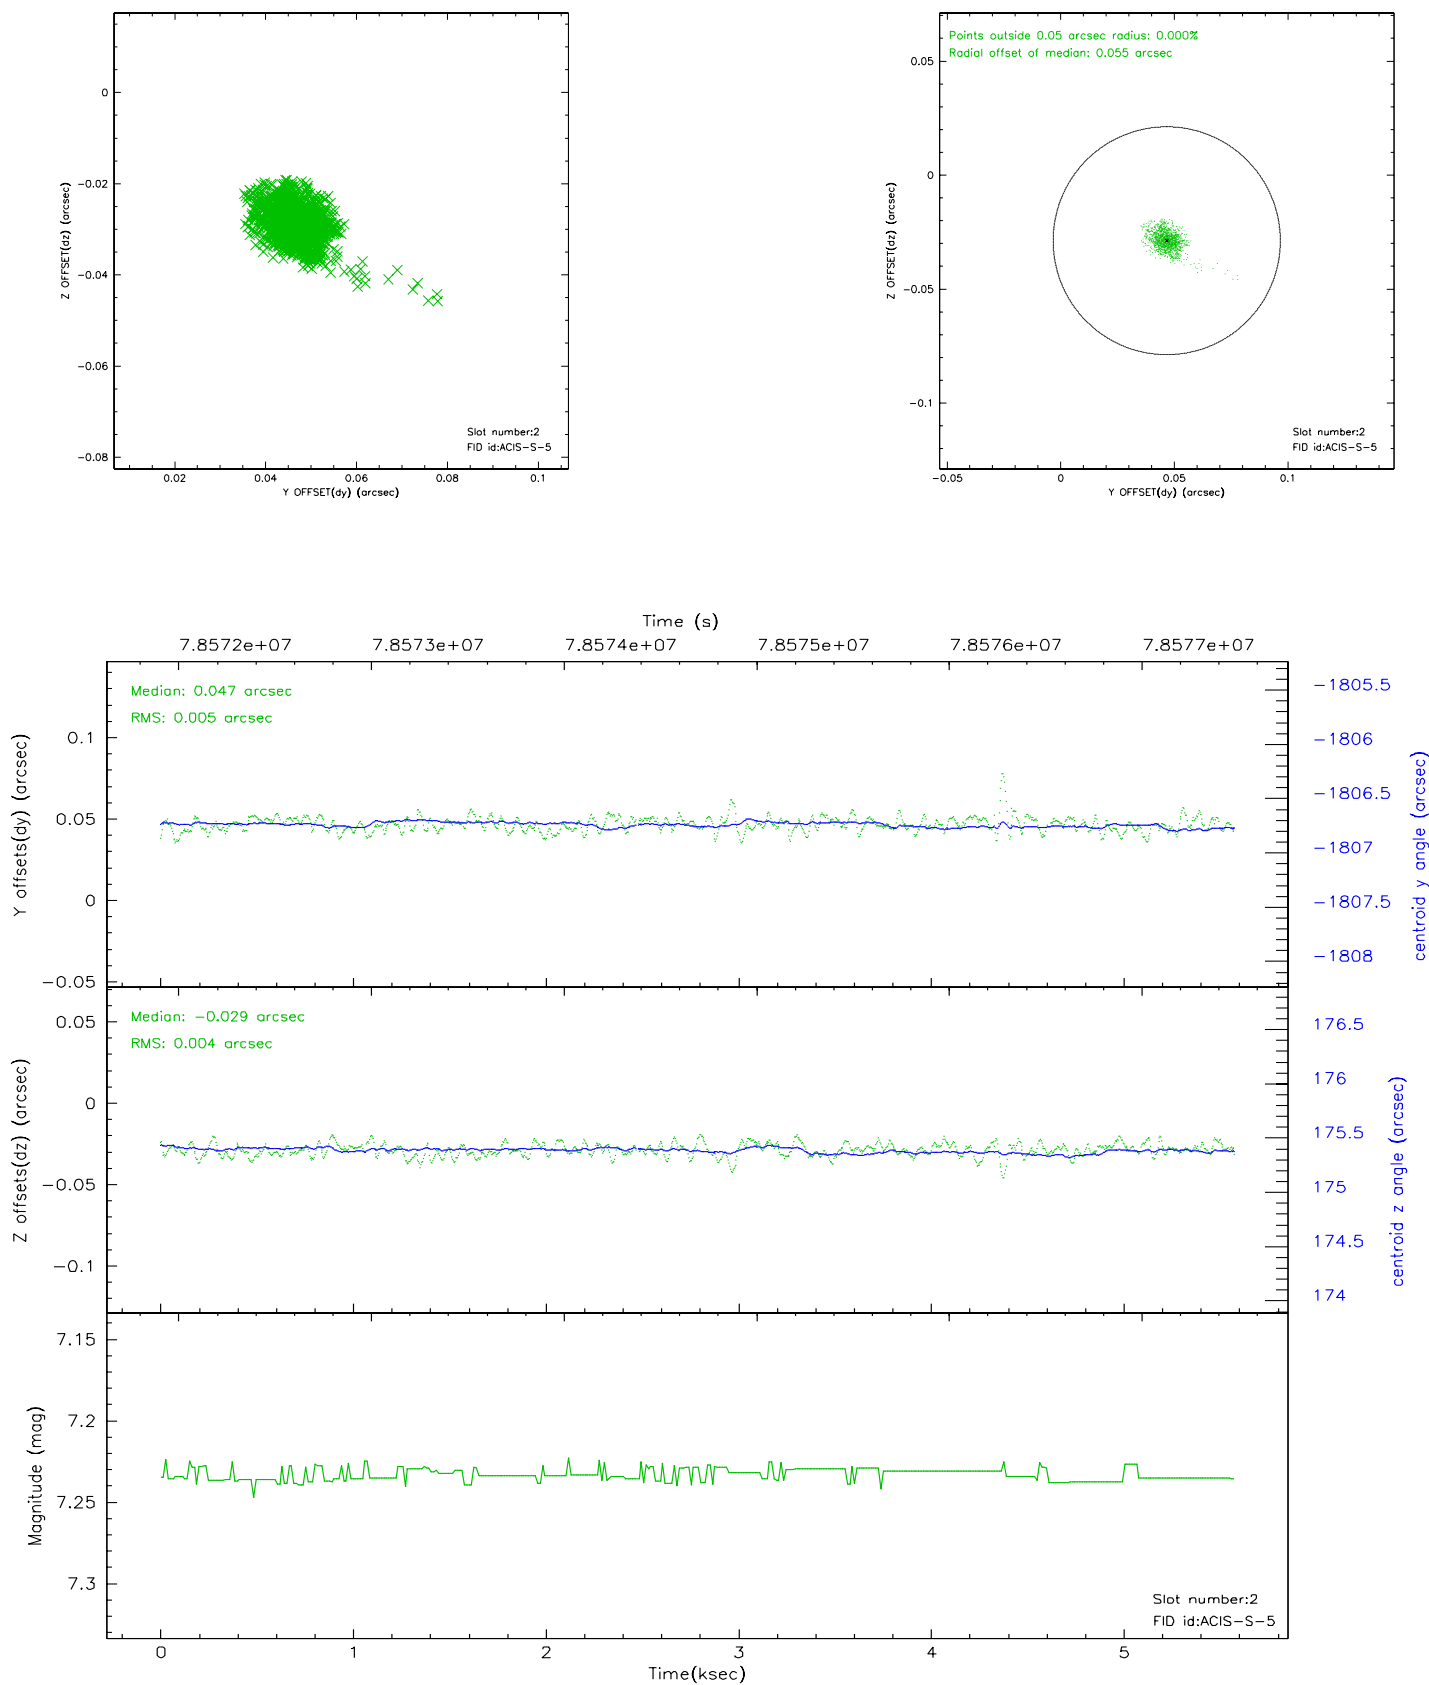 0
-0.02
-0.04
-0.06
-0.08
Z OFFSET(dz) (arcsec)
0.02 0.04 0.06 0.08 0.1
Y OFFSET(dy) (arcsec)
Slot number:2
FID id:ACIS-S-5
Points outside 0.05 arcsec radius: 0.000%
Radial offset of median: 0.055 arcsec
0.05
0
-0.05
-0.1
Z OFFSET(dz) (arcsec)
-0.05 0 0.05 0.1
Y OFFSET(dy) (arcsec)
Slot number:2
FID id:ACIS-S-5
Time (s)
7.8572e+07 7.8573e+07 7.8574e+07 7.8575e+07 7.8576e+07 7.8577e+07
Median: 0.047 arcsec
RMS: 0.005 arcsec
0.1
0.05
0
-0.05
Y offsets(dy) (arcsec)
-1805.5
-1806
-1806.5
-1807
-1807.5
-1808
centroid y angle (arcsec)
Median: -0.029 arcsec
RMS: 0.004 arcsec
0.05
0
-0.05
-0.1
Z offsets(dz) (arcsec)
176.5
176
175.5
175
174.5
174
centroid z angle (arcsec)
7.15
7.2
7.25
7.3
Magnitude (mag)
Slot number:2
FID id:ACIS-S-5
0 1 2 3 4 5
Time(ksec)